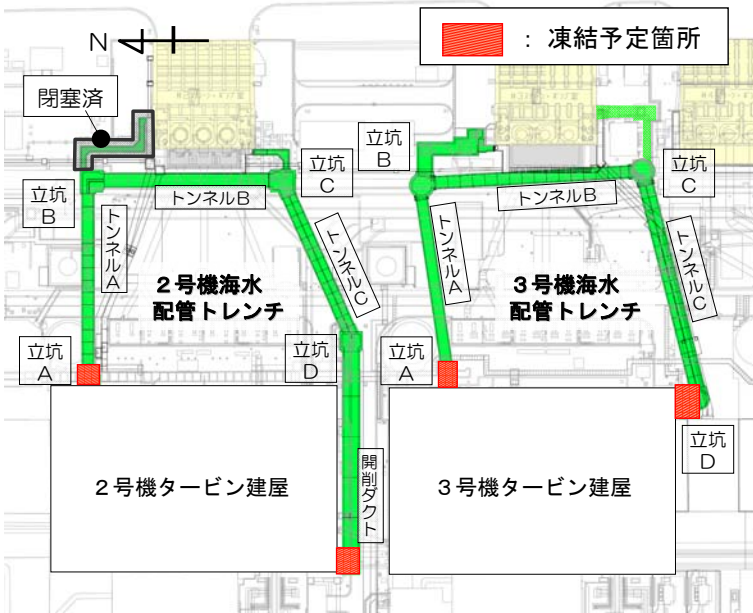 N
：凍結予定箇所
閉塞済
立坑
B
トンネルB
立坑
C
トンネルA
２号機海水
配管トレンチ
トンネルC
立坑
A
立坑
D
２号機タービン建屋
開削ダクト
立坑
B
トンネルB
立坑
C
トンネルA
３号機海水
配管トレンチ
トンネルC
立坑
A
立坑
D
３号機タービン建屋